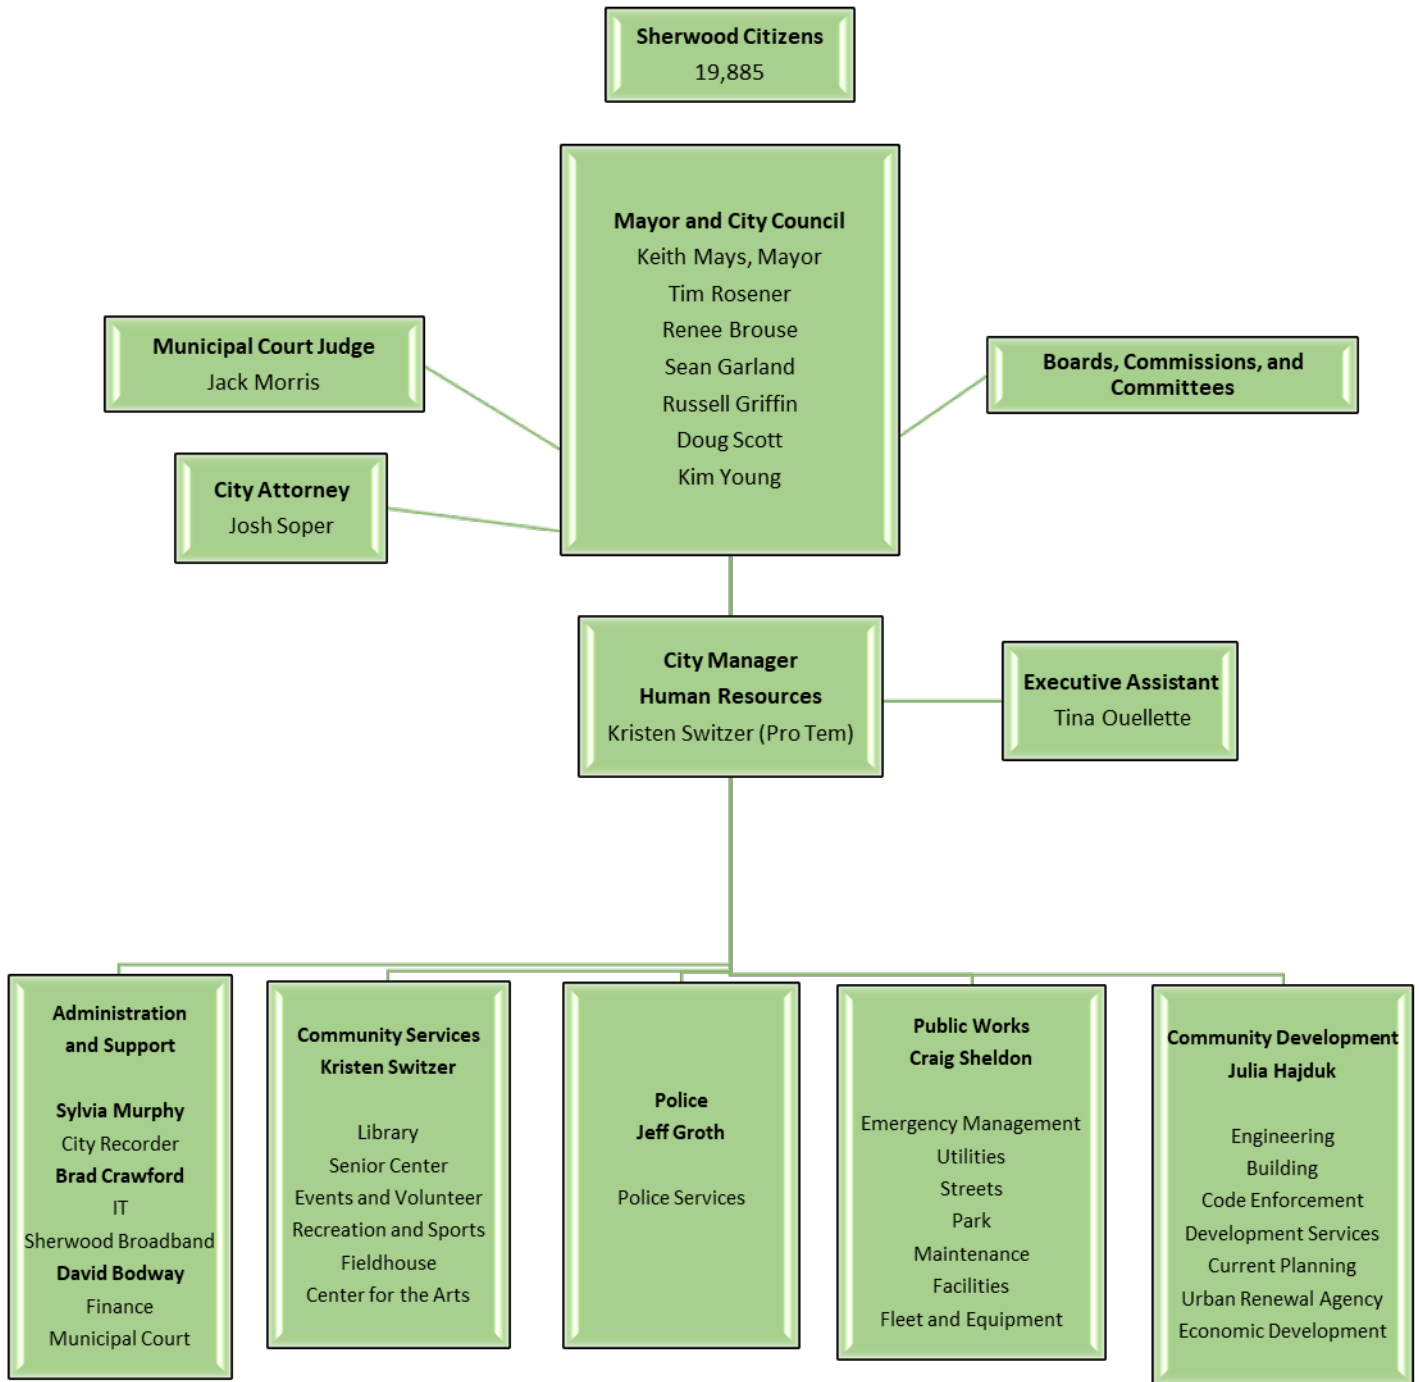 Sherwood Citizens
19,885
Mayor and City Council
Keith Mays, Mayor
Tim Rosener
Renee Brouse
Sean Garland
Russell Griffin
Doug Scott
Kim Young
Municipal Court Judge
Jack Morris
Boards, Commissions, and
Committees
City Attorney
Josh Soper
City Manager
Human Resources
Kristen Switzer (Pro Tem)
Executive Assistant
Tina Ouellette
Administration
and Support
Sylvia Murphy
City Recorder
Brad Crawford
IT
Sherwood Broadband
David Bodway
Finance
Municipal Court
Community Services
Kristen Switzer
Library
Senior Center
Events and Volunteer
Recreation and Sports
Fieldhouse
Center for the Arts
Police
Jeff Groth
Police Services
Public Works
Craig Sheldon
Emergency Management
Utilities
Streets
Park
Maintenance
Facilities
Fleet and Equipment
Community Development
Julia Hajduk
Engineering
Building
Code Enforcement
Development Services
Current Planning
Urban Renewal Agency
Economic Development